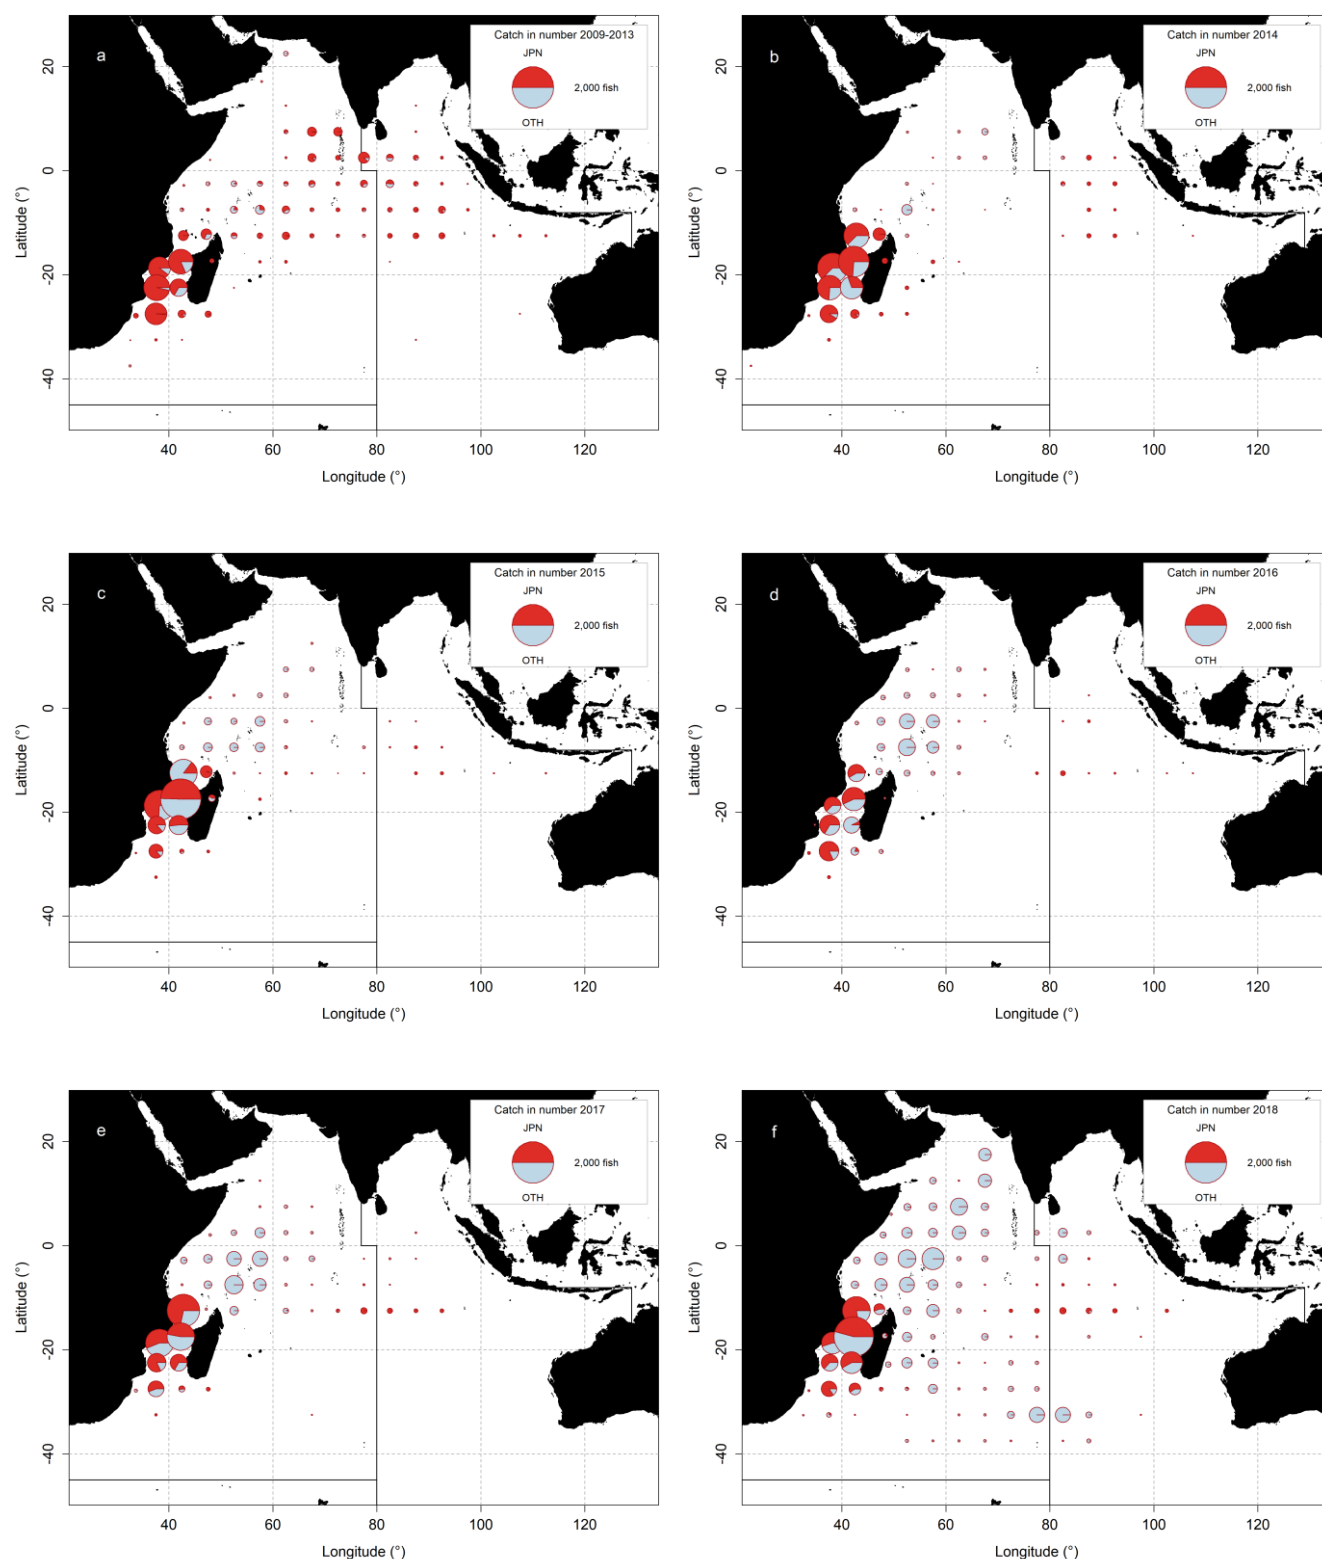 a
Catch in number 2009-2013
JPN
2,000 fish
OTH
20
0
-20
-40
Latitude (°)
40
60
80
100
120
Longitude (°)
b
Catch in number 2014
JPN
2,000 fish
OTH
20
0
-20
-40
Latitude (°)
40
60
80
100
120
Longitude (°)
c
Catch in number 2015
JPN
2,000 fish
OTH
20
0
-20
-40
Latitude (°)
40
60
80
100
120
Longitude (°)
d
Catch in number 2016
JPN
2,000 fish
OTH
20
0
-20
-40
Latitude (°)
40
60
80
100
120
Longitude (°)
e
Catch in number 2017
JPN
2,000 fish
OTH
20
0
-20
-40
Latitude (°)
40
60
80
100
120
Longitude (°)
f
Catch in number 2018
JPN
2,000 fish
OTH
20
0
-20
-40
Latitude (°)
40
60
80
100
120
Longitude (°)